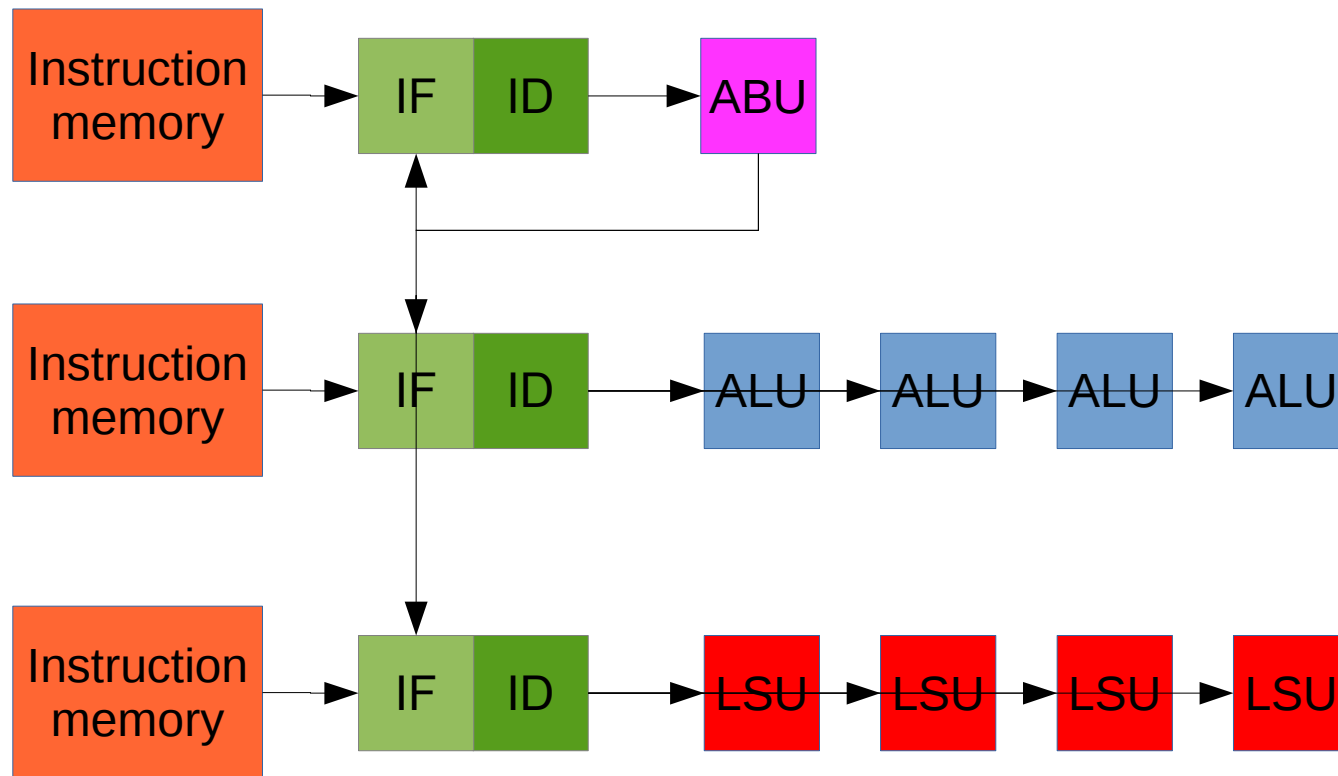 Instruction
memory
IF ID ABU
Instruction
memory
IF ID ALU ALU ALU ALU
Instruction
memory
IF ID LSU LSU LSU LSU